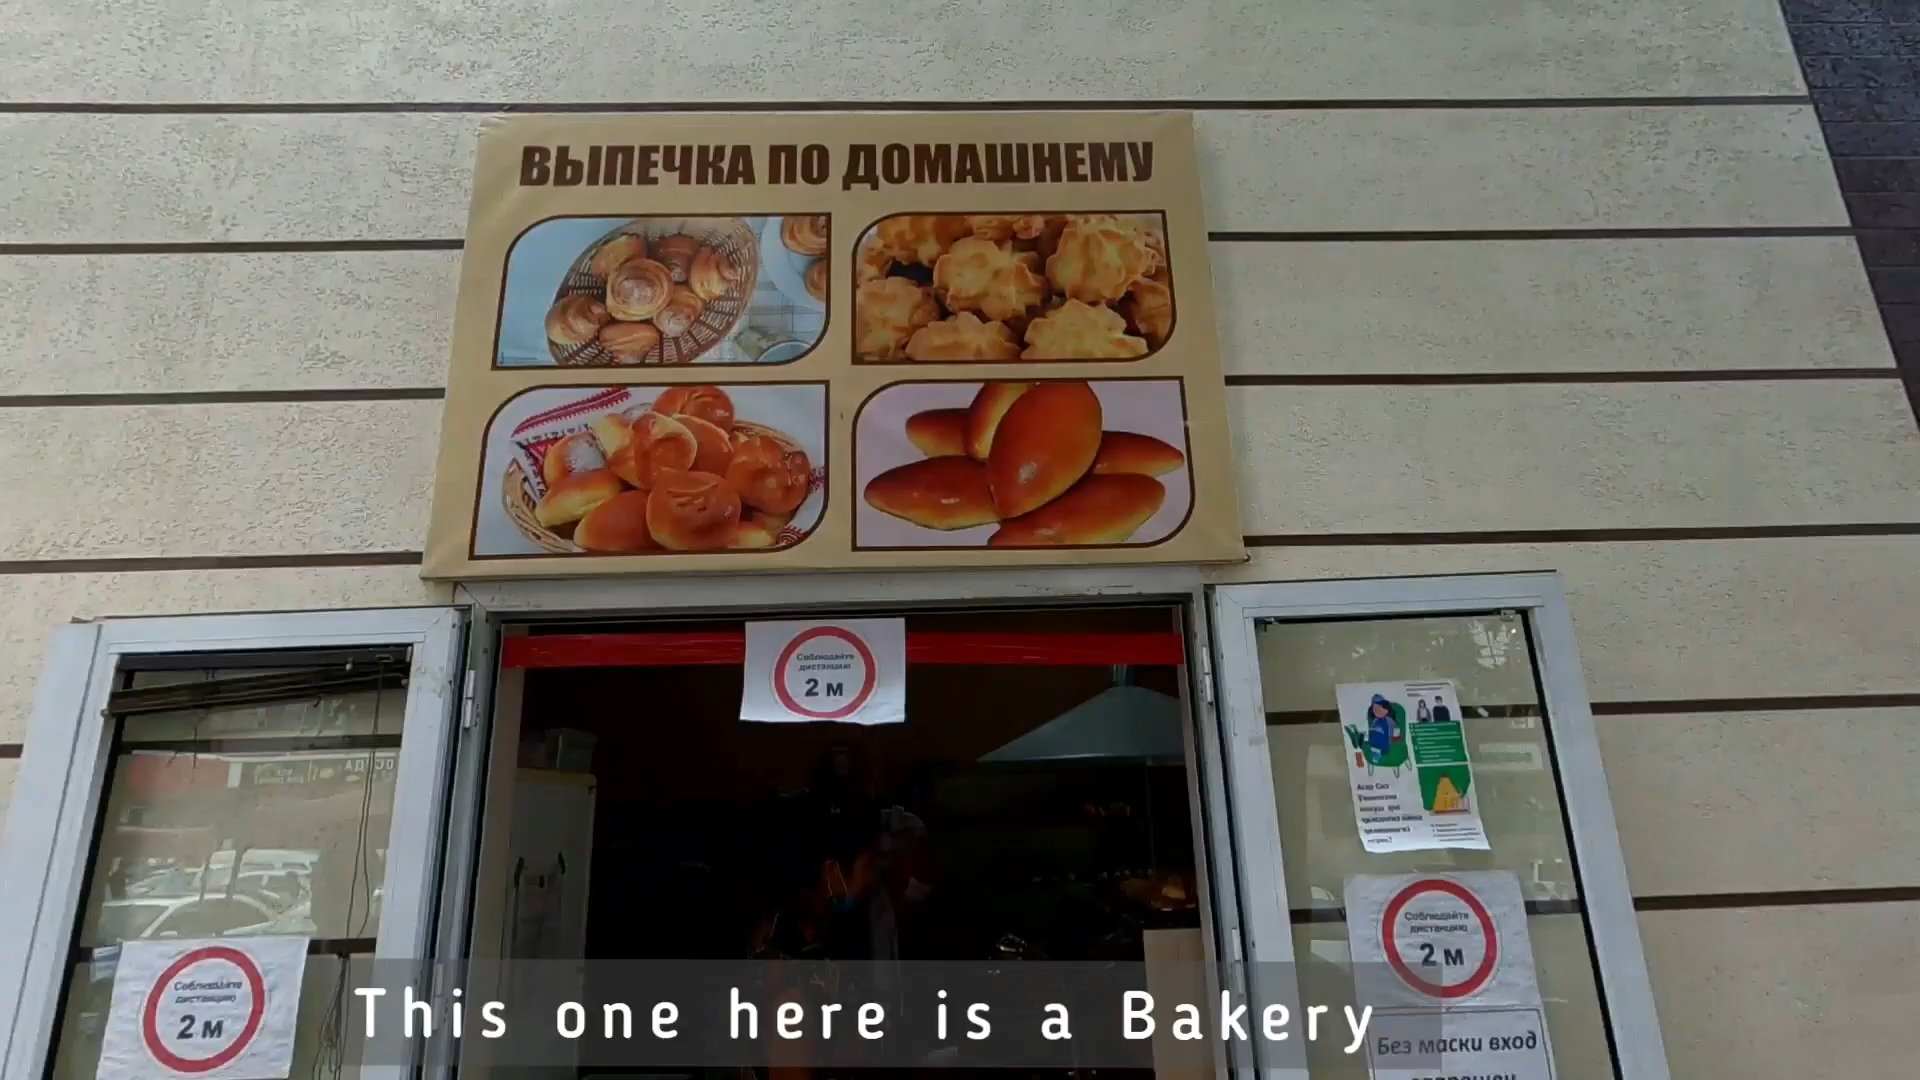 ВЫПЕЧКА ПО ДОМАШНЕМУ
Соблюдайте
дистанцию
2 м
Соблюдайте
дистанцию
2 м
Соблюдайте
дистанцию
2 м
Без маски вход
This one here is a Bakery